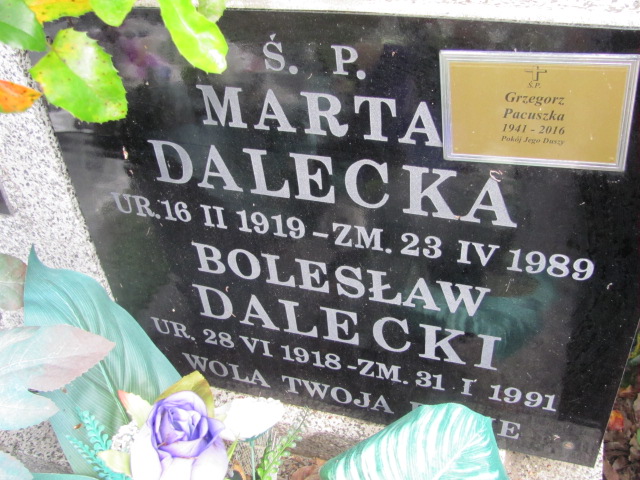 Ś. P.
MARTA
DALECKA
UR. 16 II 1919 - ZM. 23 IV 1989
BOLESŁAW
DALECKI
UR. 28 VI 1918 - ZM. 31 I 1991
WOLA TWOJA
Ś.P.
Grzegorz
Pacuszka
1941 - 2016
Pokój Jego Duszy